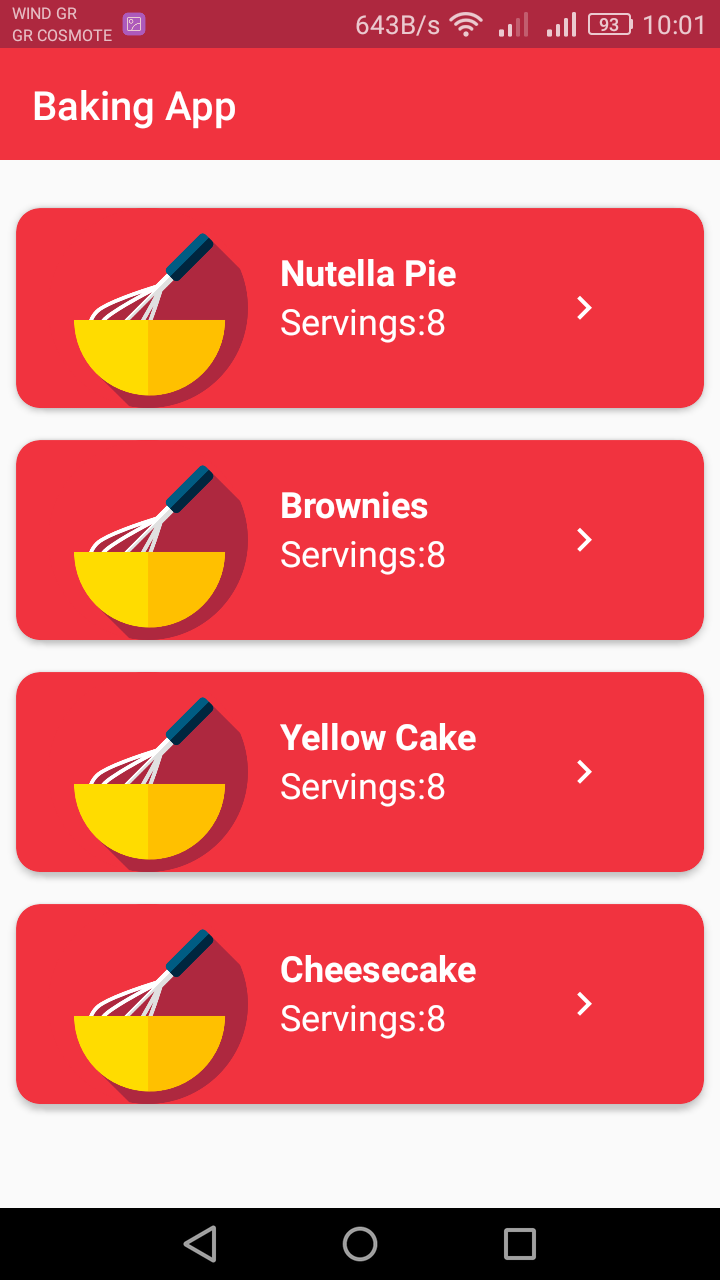 WIND GR
GR COSMOTE
643B/s 93 10:01
Baking App
Nutella Pie
Servings:8
Brownies
Servings:8
Yellow Cake
Servings:8
Cheesecake
Servings:8